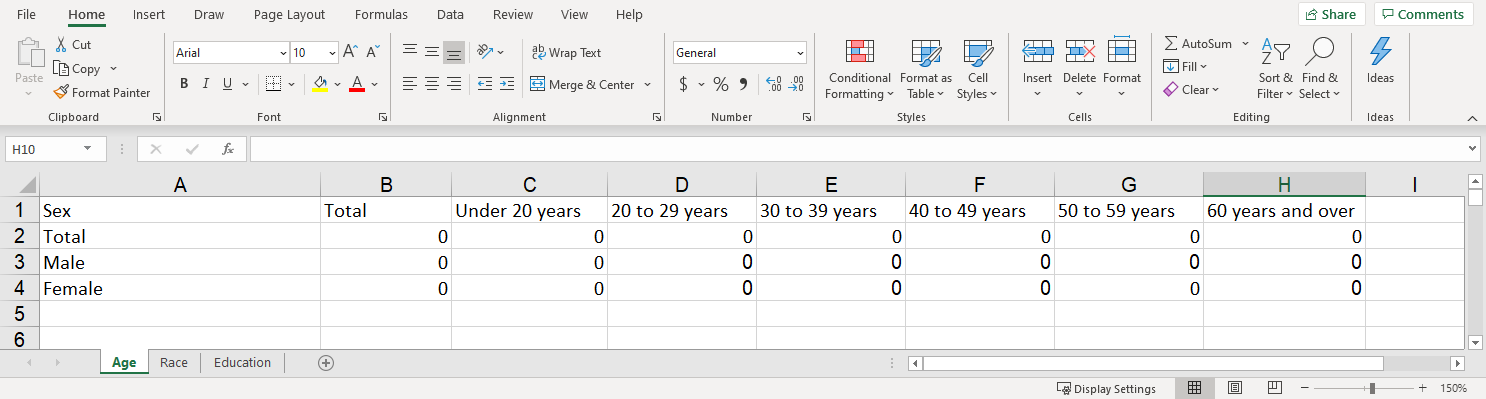 File Home Insert Draw Page Layout Formulas Data Review View Help Share Comments
Paste Cut Copy Format Painter Clipboard
Arial 10 A A B I U A Font
ab Wrap Text Merge & Center Alignment
General $ % , .00 .00 Number
Conditional Formatting Format as Table Cell Styles Styles
Insert Delete Format Cells
AutoSum Fill Clear Sort & Filter Find & Select Editing
Ideas Ideas
H10 fx
A B C D E F G H I
1 Sex Total Under 20 years 20 to 29 years 30 to 39 years 40 to 49 years 50 to 59 years 60 years and over
2 Total 0 0 0 0 0 0 0
3 Male 0 0 0 0 0 0 0
4 Female 0 0 0 0 0 0 0
5
6
Age Race Education
Display Settings 150%